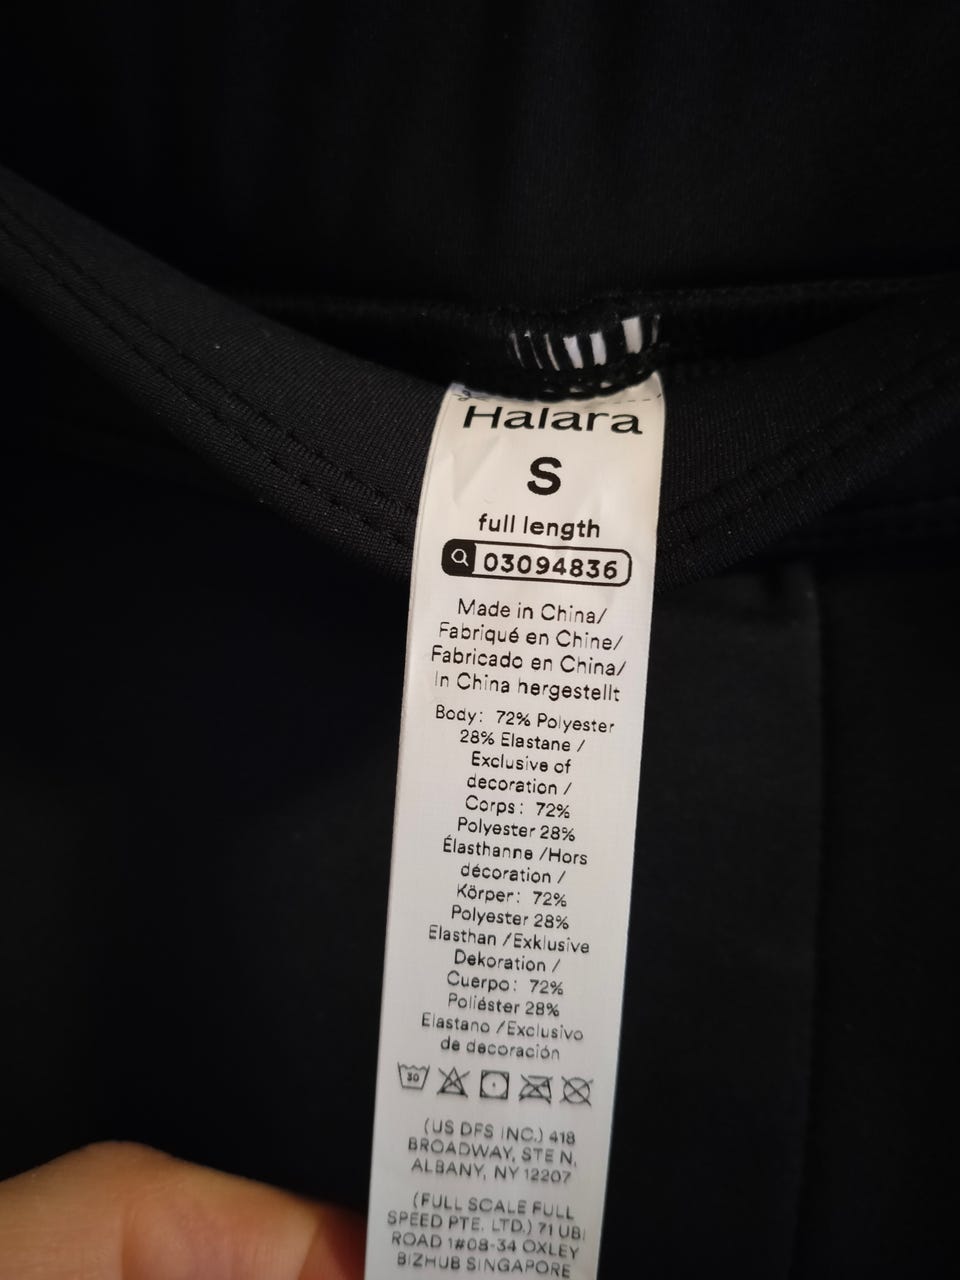 Halara
S
full length
03094836
Made in China/
Fabriqué en Chine/
Fabricado en China/
In China hergestellt
Body: 72% Polyester
28% Elastane /
Exclusive of
decoration /
Corps: 72%
Polyester 28%
Élasthanne /Hors
décoration /
Körper: 72%
Polyester 28%
Elasthan /Exklusive
Dekoration /
Cuerpo: 72%
Poliéster 28%
Elastano /Exclusivo
de decoración
30
(US DFS INC.) 418
BROADWAY, STE N,
ALBANY, NY 12207
(FULL SCALE FULL
SPEED PTE. LTD.) 71 UBI
ROAD 1#08-34 OXLEY
BIZHUB SINGAPORE